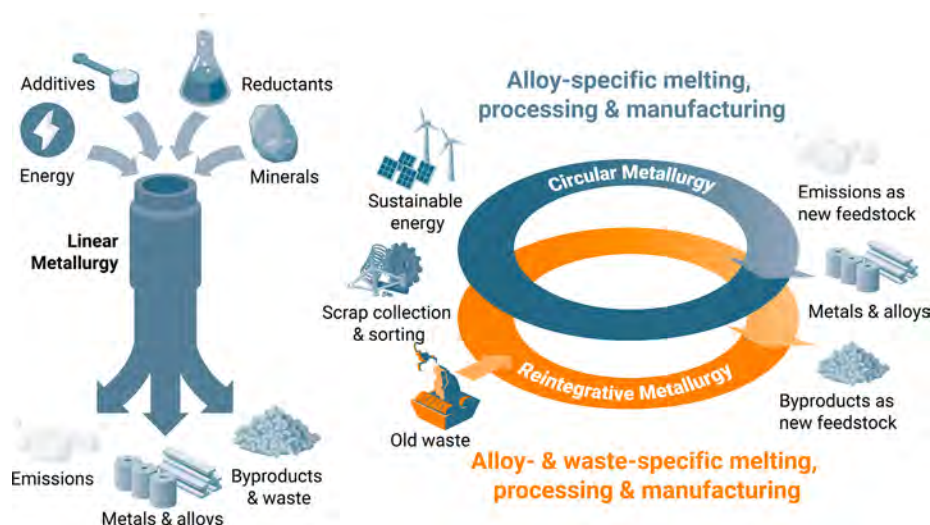 Additives
Reductants
Energy
Minerals
Linear
Metallurgy
Emissions
Metals & alloys
Byproducts
& waste
Alloy-specific melting,
processing & manufacturing
Circular Metallurgy
Sustainable
energy
Scrap collection
& sorting
Old waste
Reintegrative Metallurgy
Emissions as
new feedstock
Metals & alloys
Byproducts as
new feedstock
Alloy- & waste-specific melting,
processing & manufacturing